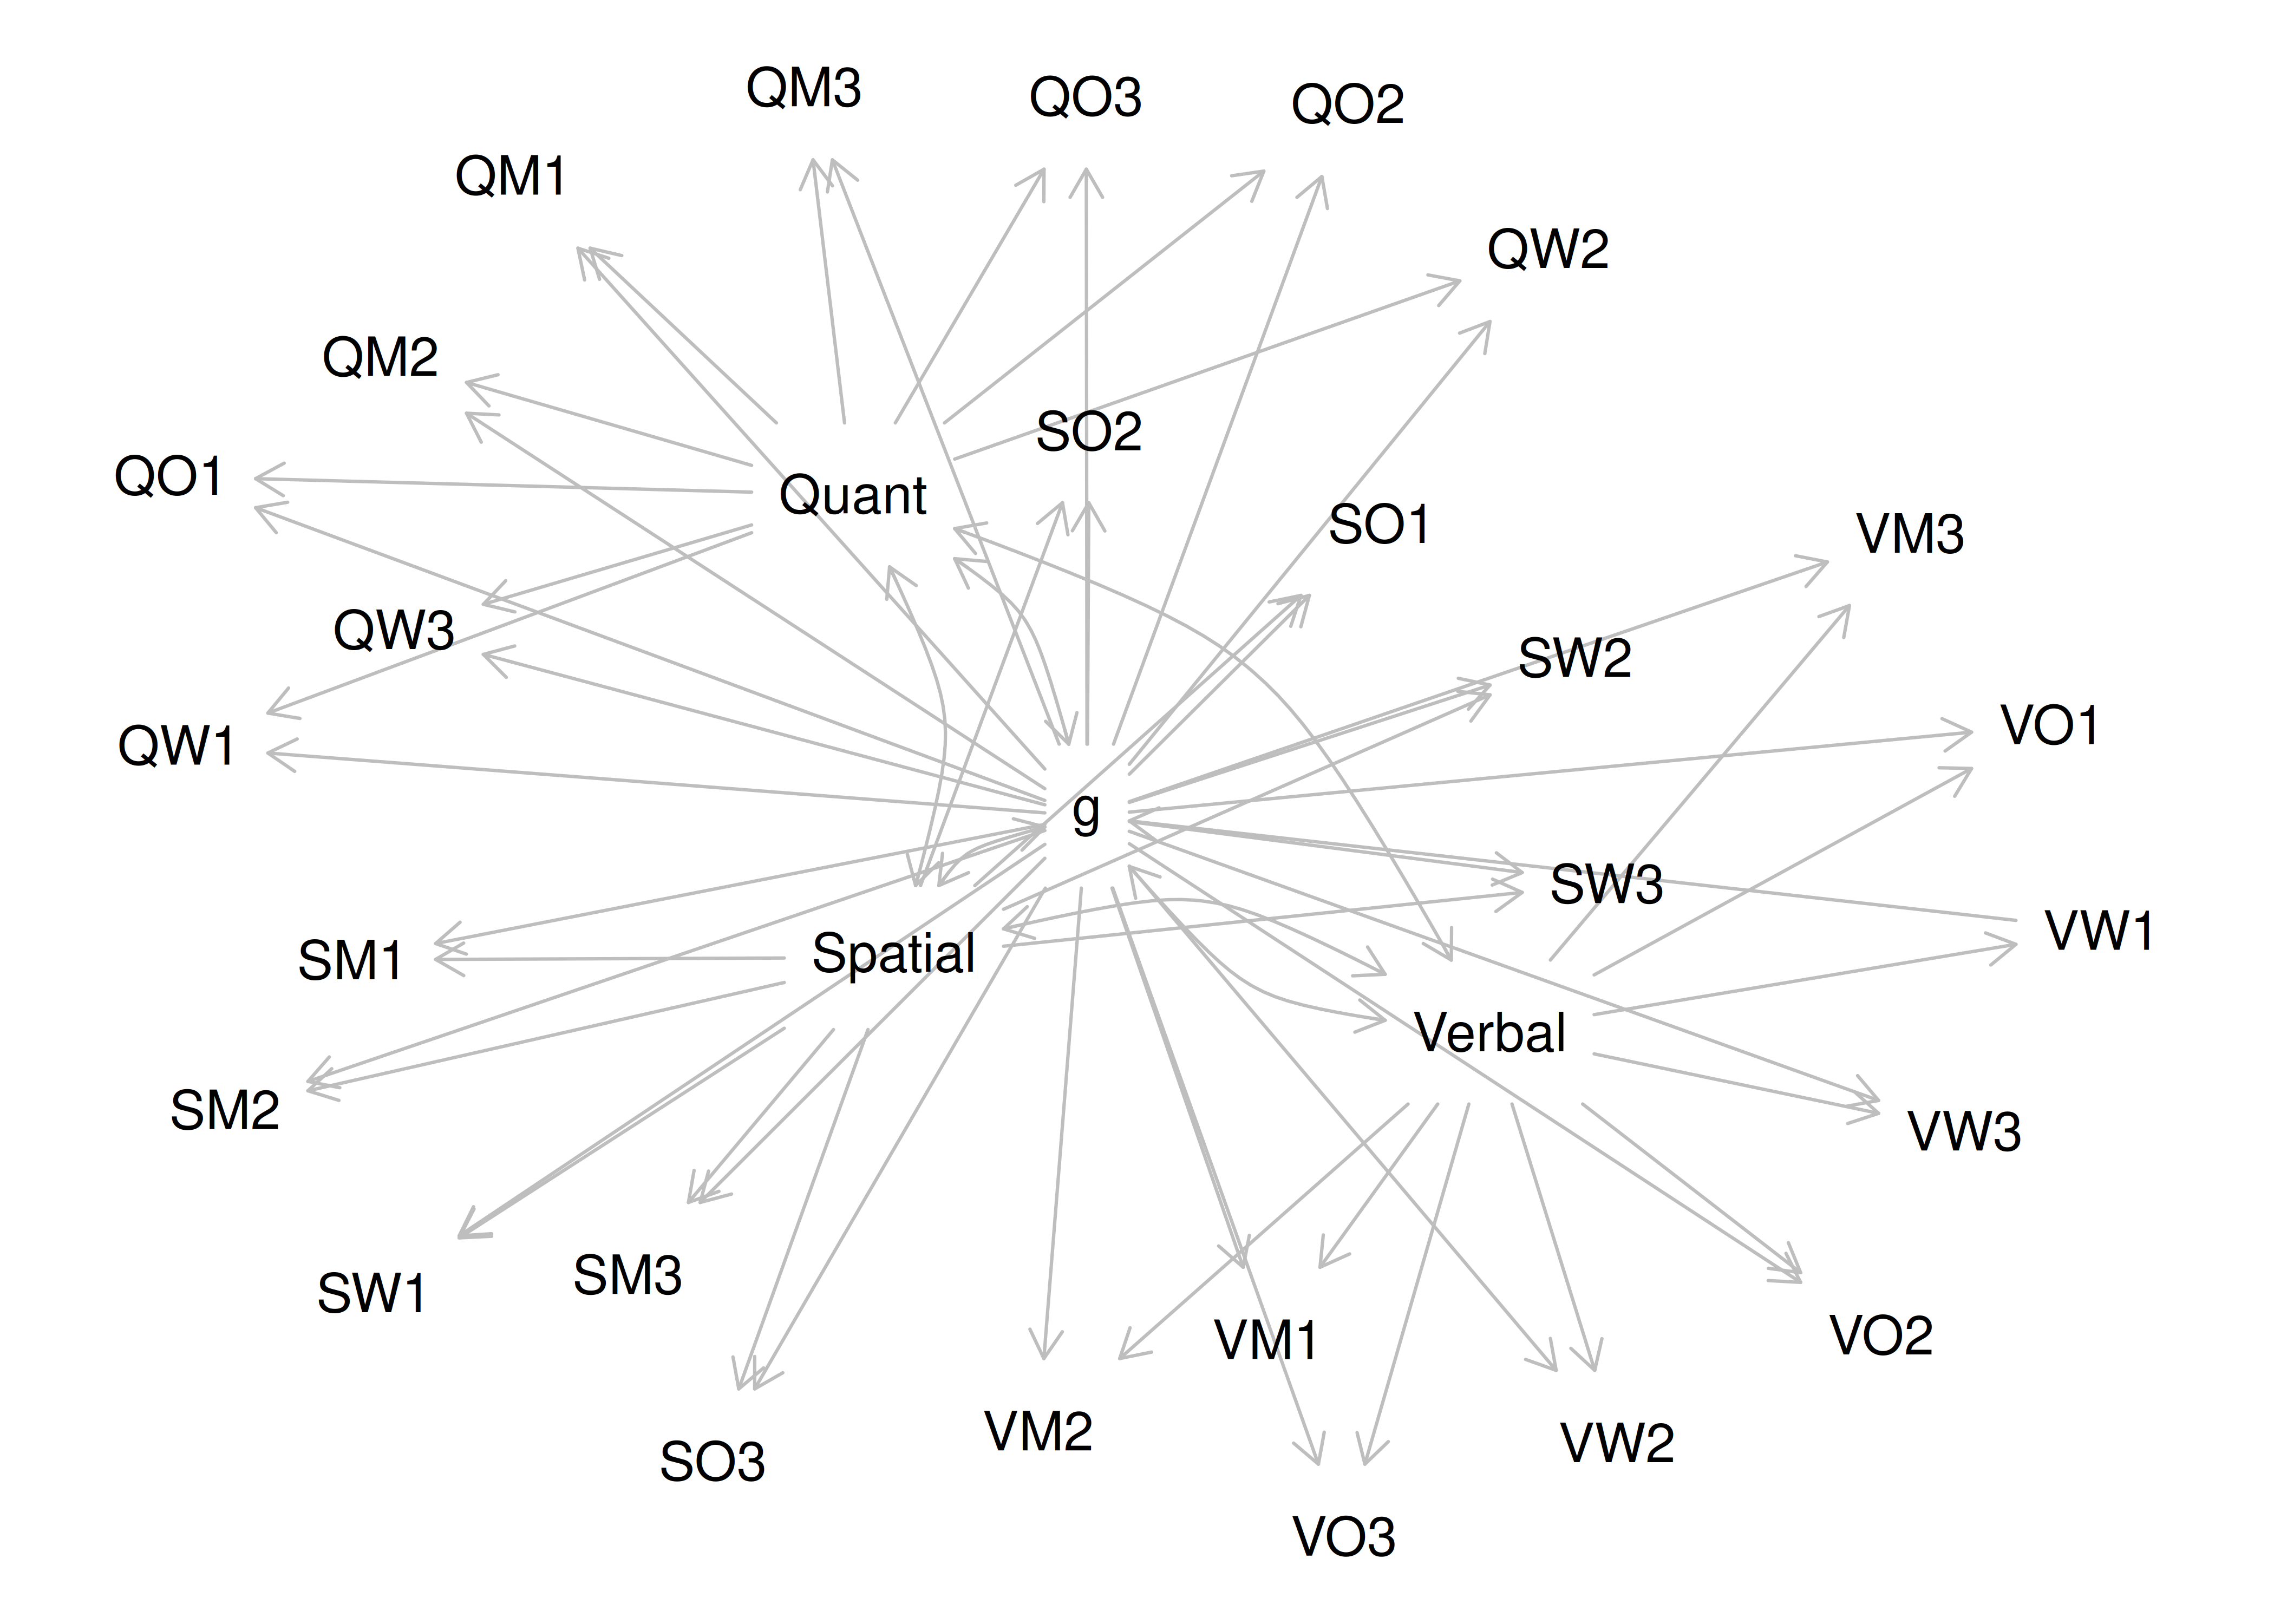 QM3
QO3
QO2
QM1
QW2
QM2
SO2
QO1
Quant
SO1
VM3
QW3
SW2
VO1
QW1
g
SW3
VW1
SM1
Spatial
Verbal
SM2
VW3
SW1
SM3
VM1
VO2
SO3
VM2
VW2
VO3